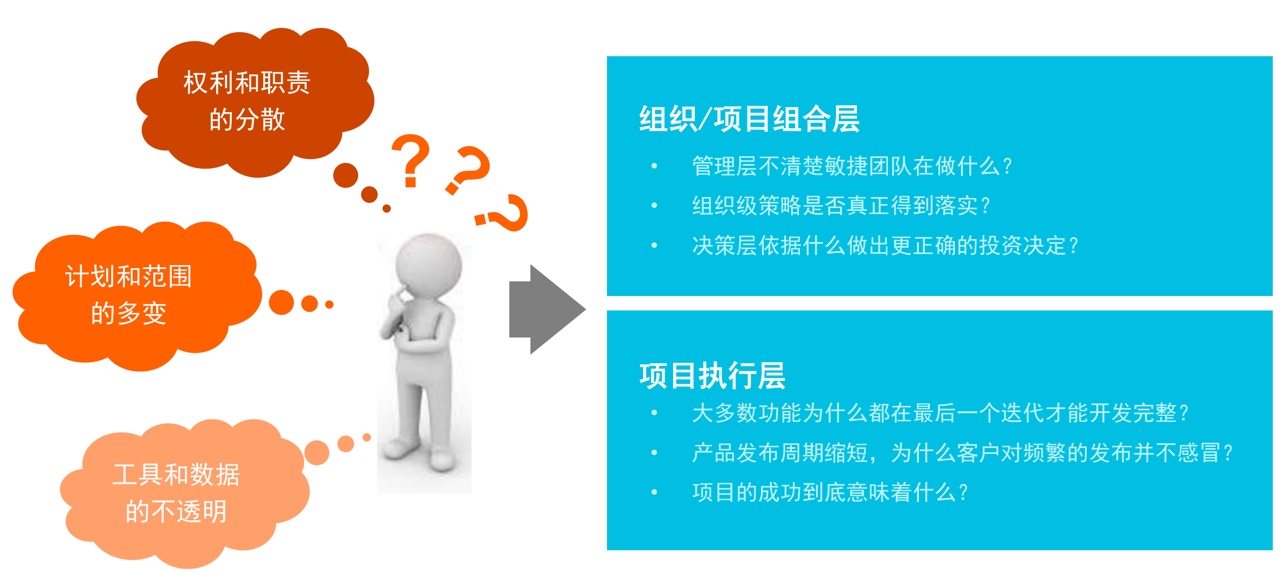 权利和职责
的分散
? ? ?
计划和范围
的多变
工具和数据
的不透明
组织/项目组合层
• 管理层不清楚敏捷团队在做什么?
• 组织级策略是否真正得到落实?
• 决策层依据什么做出更正确的投资决定?
项目执行层
• 大多数功能为什么都在最后一个迭代才能开发完整?
• 产品发布周期缩短，为什么客户对频繁的发布并不感冒?
• 项目的成功到底意味着什么?